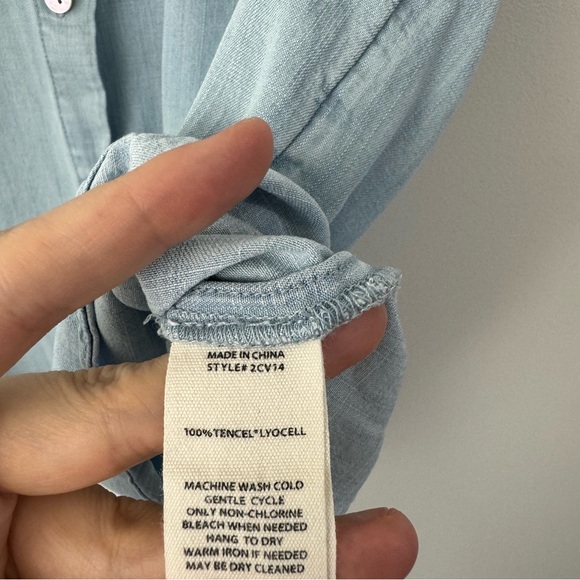 MADE IN CHINA
STYLE# 2CV14
100%TENCEL®LYOCELL
MACHINE WASH COLD
GENTLE CYCLE
ONLY NON-CHLORINE
BLEACH WHEN NEEDED
HANG TO DRY
WARM IRON IF NEEDED
MAY BE DRY CLEANED